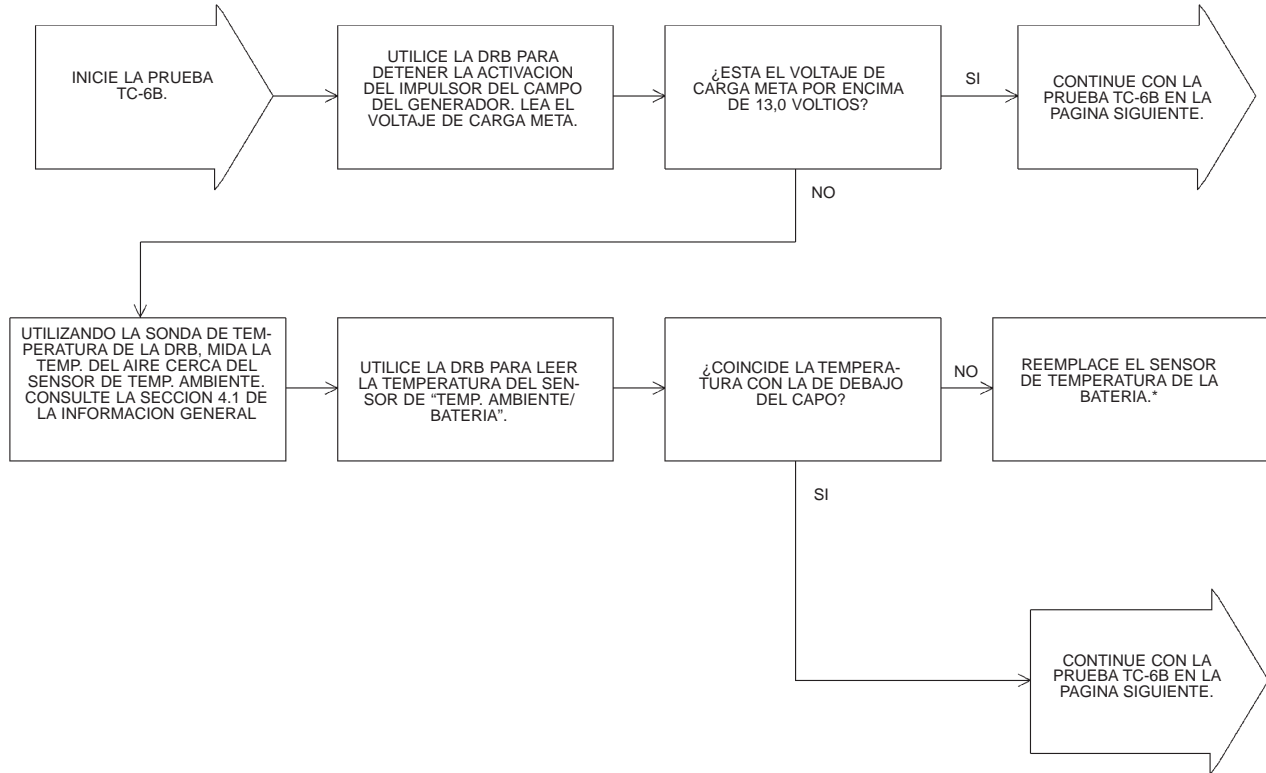 INICIE LA PRUEBA
TC-6B.
UTILICE LA DRB PARA
DETENER LA ACTIVACION
DEL IMPULSOR DEL CAMPO
DEL GENERADOR. LEA EL
VOLTAJE DE CARGA META.
¿ESTA EL VOLTAJE DE
CARGA META POR ENCIMA
DE 13,0 VOLTIOS?
SI
CONTINUE CON LA
PRUEBA TC-6B EN LA
PAGINA SIGUIENTE.
NO
UTILIZANDO LA SONDA DE TEM-
PERATURA DE LA DRB, MIDA LA
TEMP. DEL AIRE CERCA DEL
SENSOR DE TEMP. AMBIENTE.
CONSULTE LA SECCION 4.1 DE
LA INFORMACION GENERAL
UTILICE LA DRB PARA LEER
LA TEMPERATURA DEL SEN-
SOR DE “TEMP. AMBIENTE/
BATERIA”.
¿COINCIDE LA TEMPERA-
TURA CON LA DE DEBAJO
DEL CAPO?
NO
REEMPLACE EL SENSOR
DE TEMPERATURA DE LA
BATERIA.*
SI
CONTINUE CON LA
PRUEBA TC-6B EN LA
PAGINA SIGUIENTE.